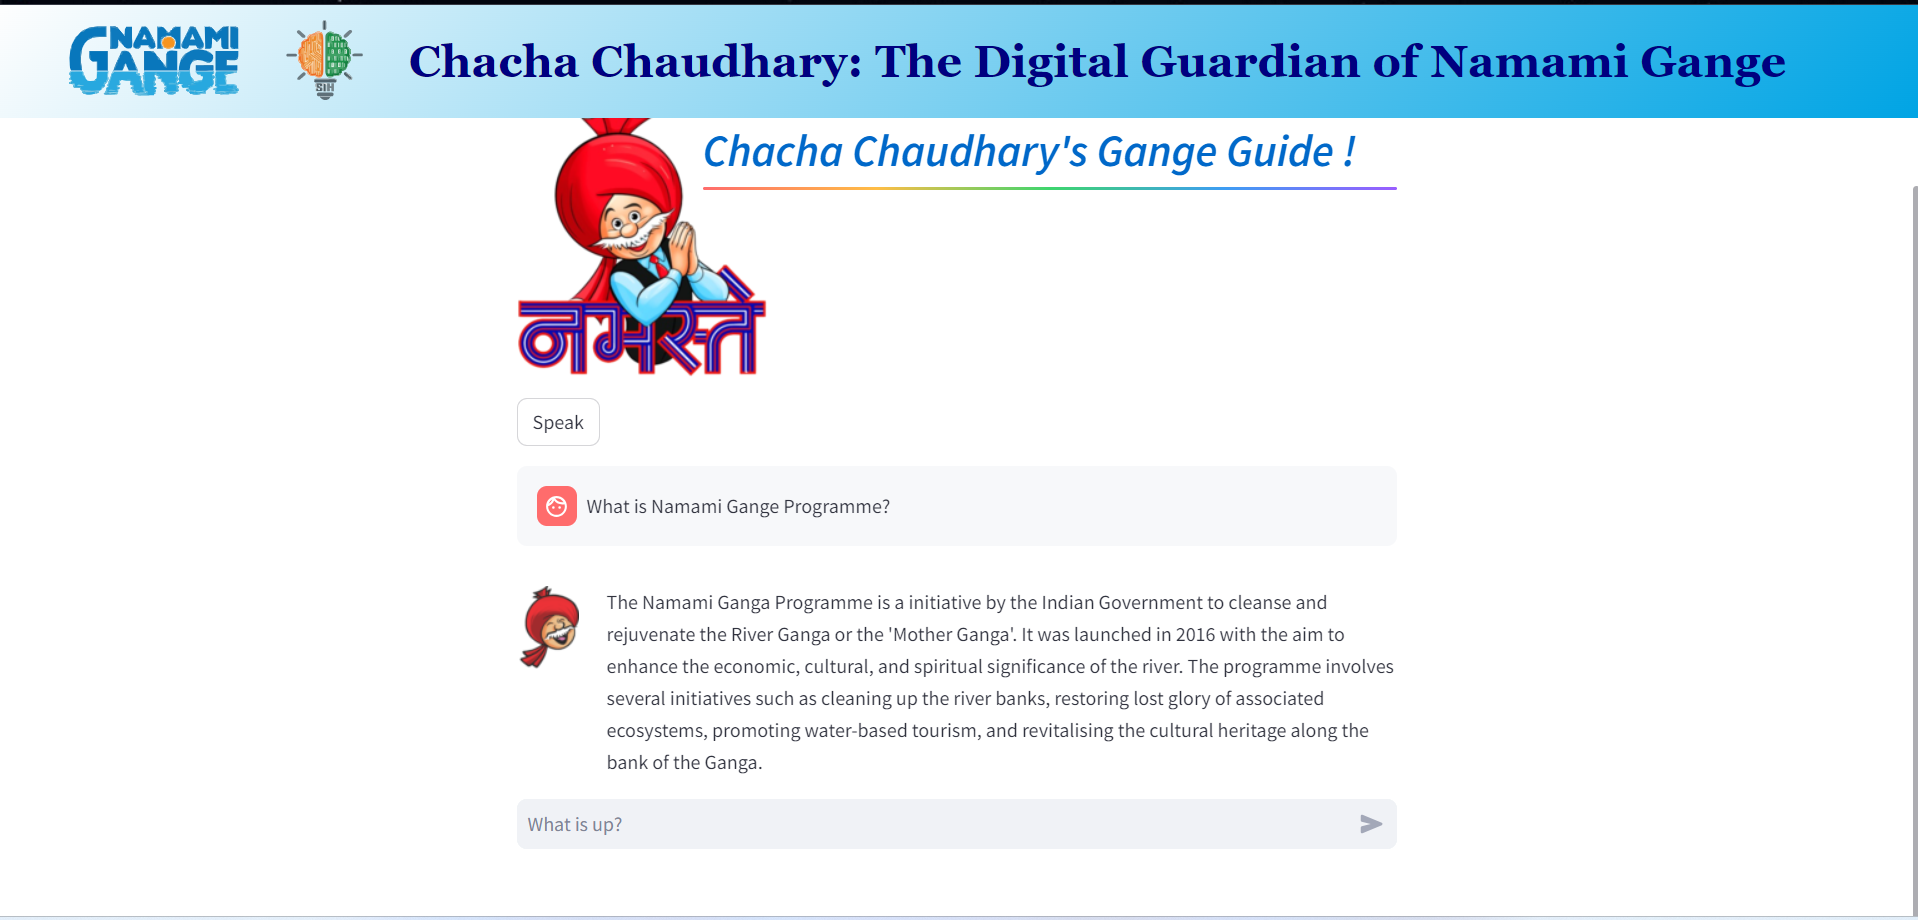 NAMAMI
GANGE
SIH
Chacha Chaudhary: The Digital Guardian of Namami Gange
Chacha Chaudhary's Gange Guide !
नमस्ते
Speak
What is Namami Gange Programme?
The Namami Ganga Programme is a initiative by the Indian Government to cleanse and
rejuvenate the River Ganga or the 'Mother Ganga'. It was launched in 2016 with the aim to
enhance the economic, cultural, and spiritual significance of the river. The programme involves
several initiatives such as cleaning up the river banks, restoring lost glory of associated
ecosystems, promoting water-based tourism, and revitalising the cultural heritage along the
bank of the Ganga.
What is up?